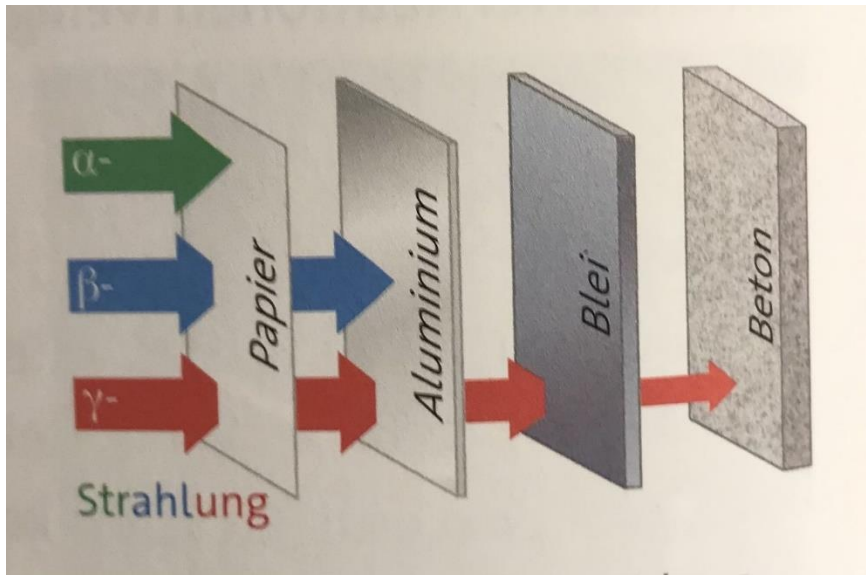 α-
β-
γ-
Strahlung
Papier
Aluminium
Blei
Beton